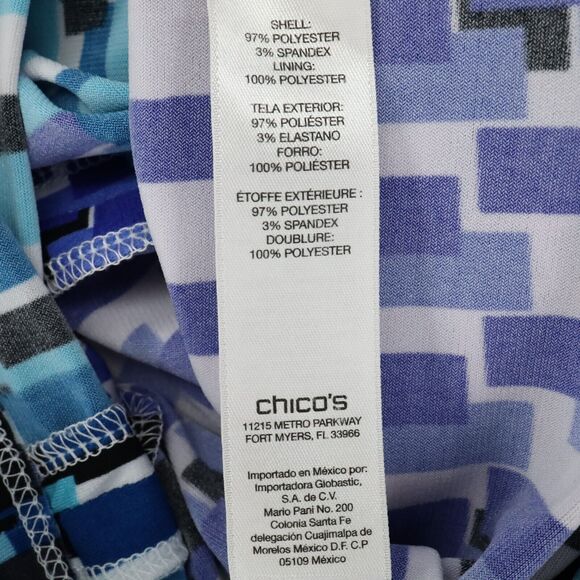 SHELL:
97% POLYESTER
3% SPANDEX
LINING:
100% POLYESTER
TELA EXTERIOR:
97% POLIÉSTER
3% ELASTANO
FORRO:
100% POLIÉSTER
ÉTOFFE EXTÉRIEURE :
97% POLYESTER
3% SPANDEX
DOUBLURE:
100% POLYESTER
chico's
11215 METRO PARKWAY
FORT MYERS, FL 33966
Importado en México por:
Importadora Globastic,
S.A. de C.V.
Mario Pani No. 200
Colonia Santa Fe
delegación Cuajimalpa de
Morelos México D. F. C.P
05109 México